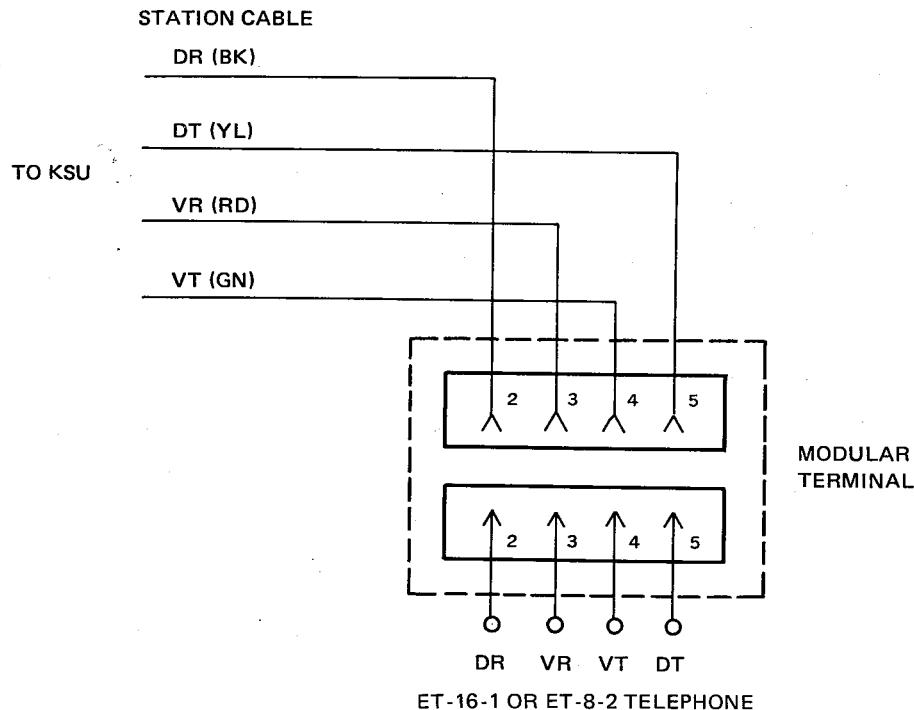 STATION CABLE
DR (BK)
DT (YL)
TO KSU
VR (RD)
VT (GN)
2 3 4 5
MODULAR
TERMINAL
2 3 4 5
DR VR VT DT
ET-16-1 OR ET-8-2 TELEPHONE